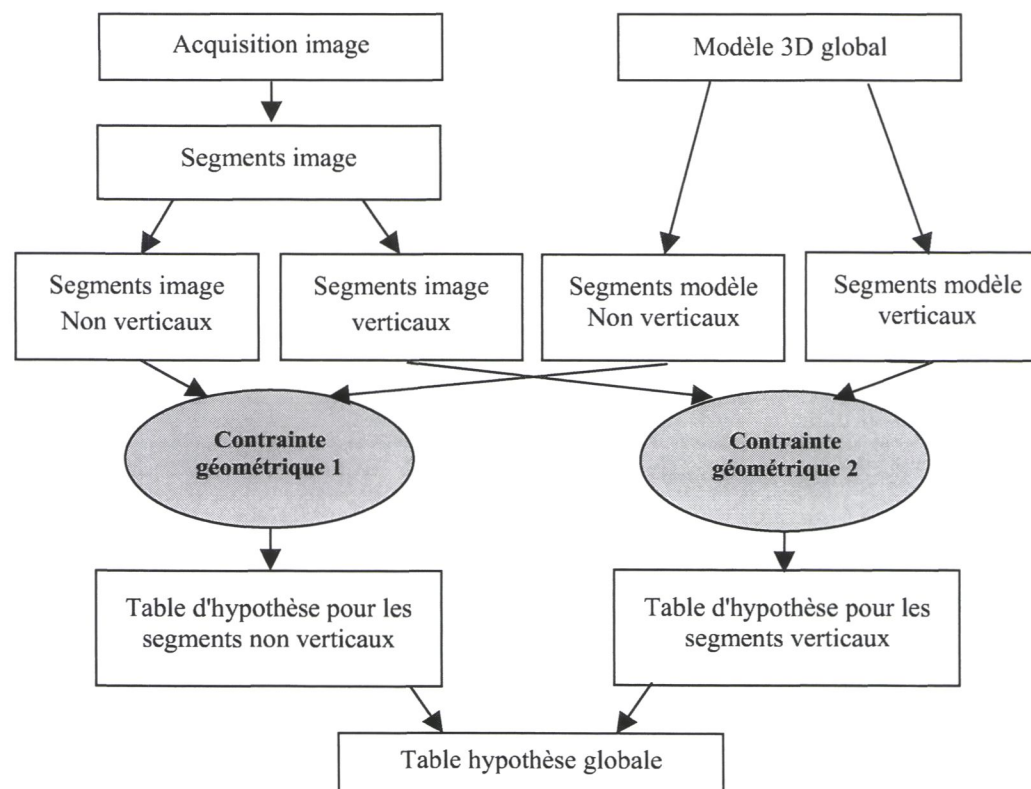 Acquisition image
Modèle 3D global
Segments image
Segments image
Non verticaux
Segments image
verticaux
Segments modèle
Non verticaux
Segments modèle
verticaux
Contrainte
géométrique 1
Contrainte
géométrique 2
Table d'hypothèse pour les
segments non verticaux
Table d'hypothèse pour les
segments verticaux
Table hypothèse globale